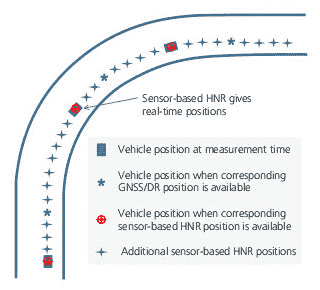 Sensor-based HNR gives
real-time positions
Vehicle position at measurement time
Vehicle position when corresponding
GNSS/DR position is available
Vehicle position when corresponding
sensor-based HNR position is available
Additional sensor-based HNR positions